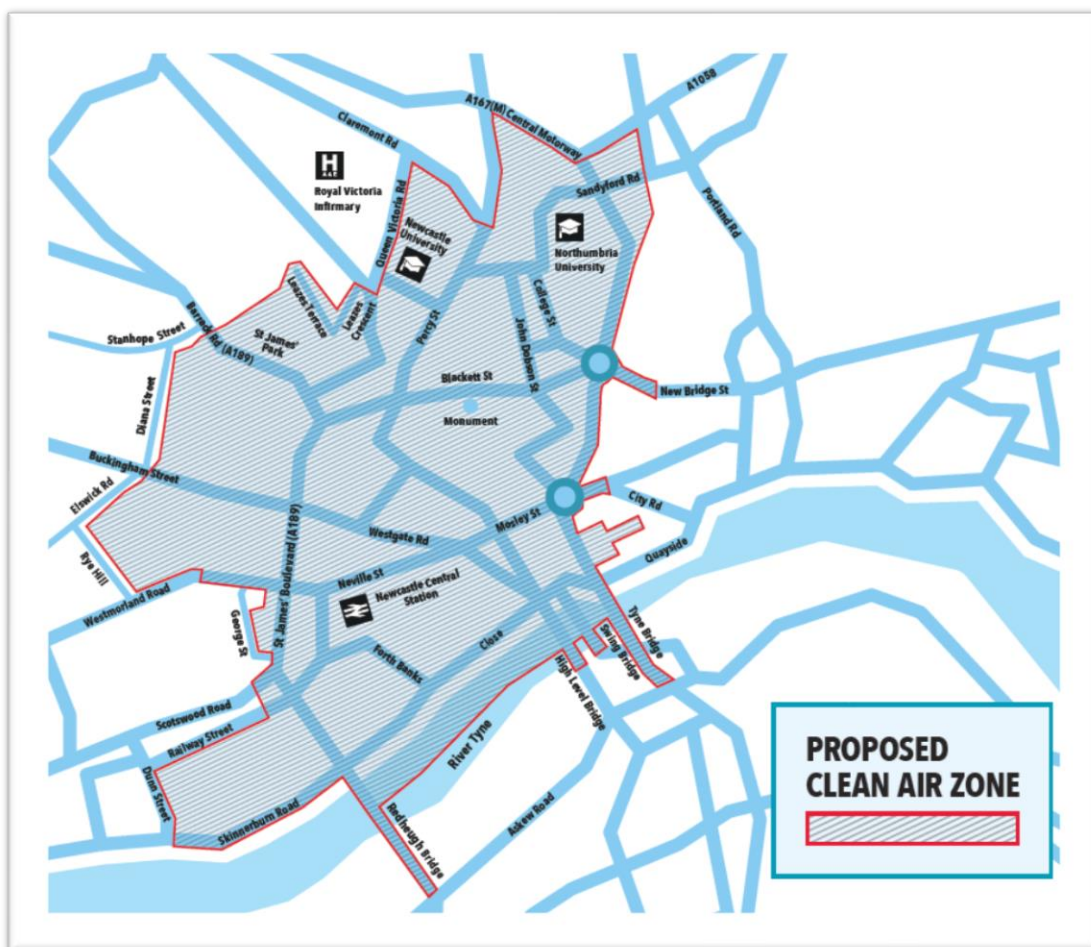 A167(M) Central Motorway
A1058
Claremont Rd
H
A&E
Royal Victoria
Infirmary
Queen Victoria Rd
Sandyford Rd
Portland Rd
Newcastle
University
Northumbria
University
Leazes Terrace
Leazes
Crescent
College St
Barrack Rd (A189)
St James'
Park
Percy St
John Dobson St
Stanhope Street
Diana Street
Blackett St
Monument
New Bridge St
Buckingham Street
Elswick Rd
City Rd
Mosley St
Westgate Rd
St James' Boulevard (A189)
Quayside
Rye Hill
Westmorland Road
Neville St
Newcastle Central
Station
George St
Tyne Bridge
Swing Bridge
Close
Forth Banks
High Level Bridge
Scotswood Road
Railway Street
River Tyne
Dunn Street
Skinnerburn Road
Redheugh Bridge
Askew Road
PROPOSED
CLEAN AIR ZONE